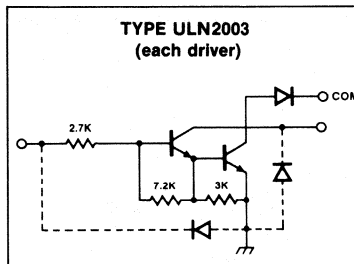 TYPE ULN2003
(each driver)
COM
2.7K
7.2K
3K